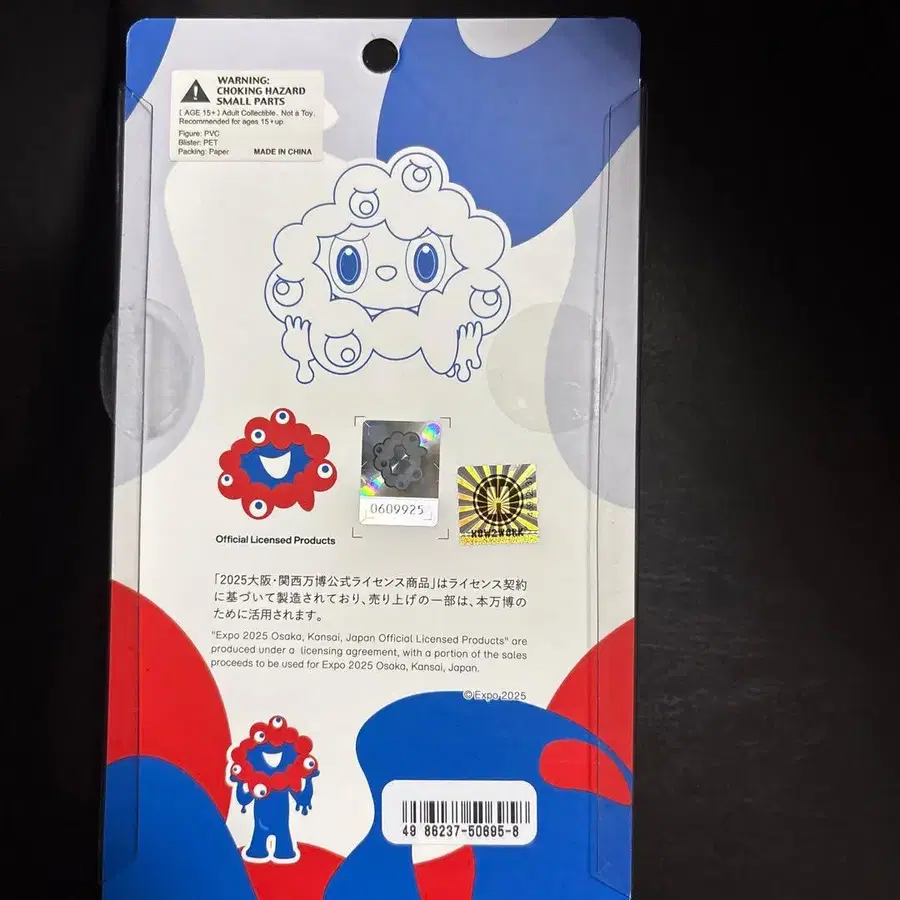 WARNING:
CHOKING HAZARD
SMALL PARTS
[ AGE 15+ ] Adult Collectible. Not a Toy.
Recommended for ages 15+up.
Figure: PVC
Blister: PET
Packing: Paper MADE IN CHINA
0609925
HOW2WORK
Official Licensed Products
「2025大阪・関西万博公式ライセンス商品」はライセンス契約
に基づいて製造されており、売り上げの一部は、本万博の
ために活用されます。
"Expo 2025 Osaka, Kansai, Japan Official Licensed Products" are
produced under a licensing agreement, with a portion of the sales
proceeds to be used for Expo 2025 Osaka, Kansai, Japan.
©Expo 2025
49 86237-50695-8